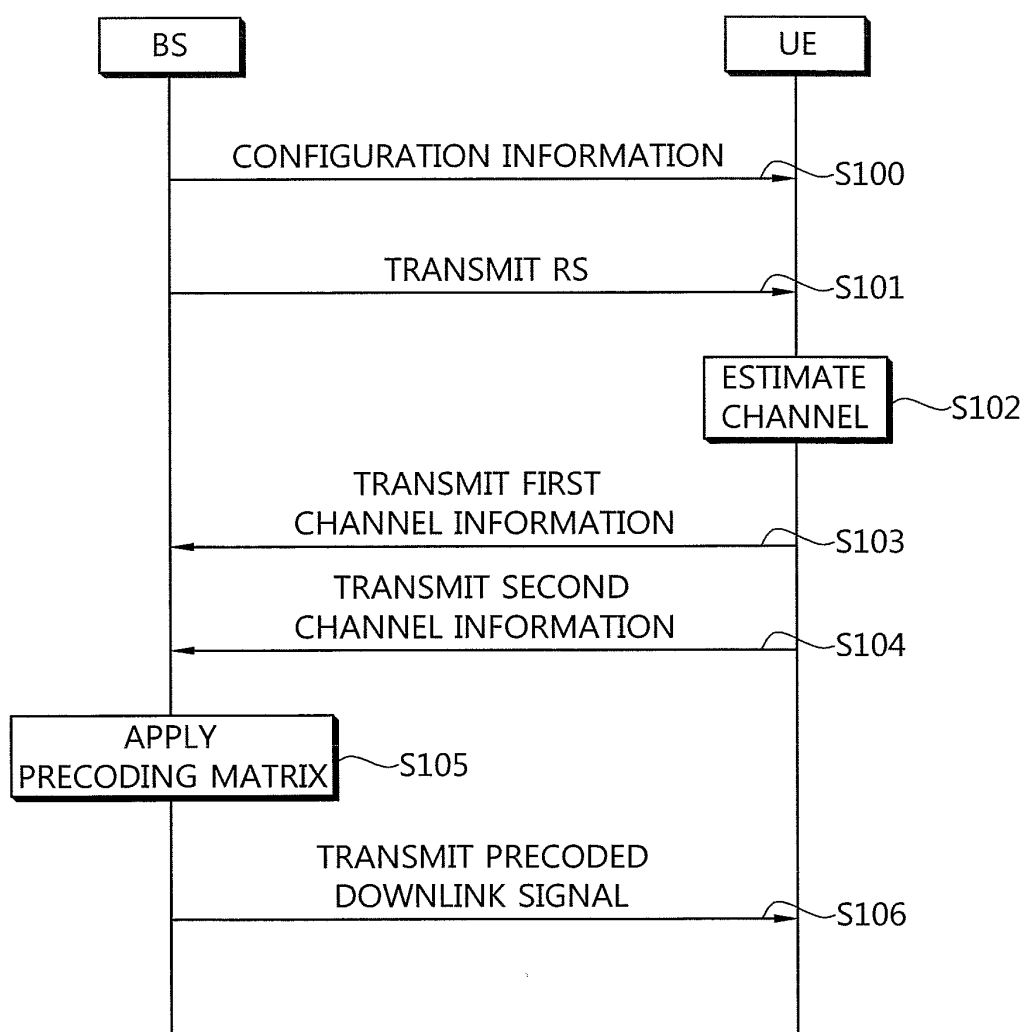 BS
UE
CONFIGURATION INFORMATION
S100
TRANSMIT RS
S101
ESTIMATE
CHANNEL
S102
TRANSMIT FIRST
CHANNEL INFORMATION
S103
TRANSMIT SECOND
CHANNEL INFORMATION
S104
APPLY
PRECODING MATRIX
S105
TRANSMIT PRECODED
DOWNLINK SIGNAL
S106